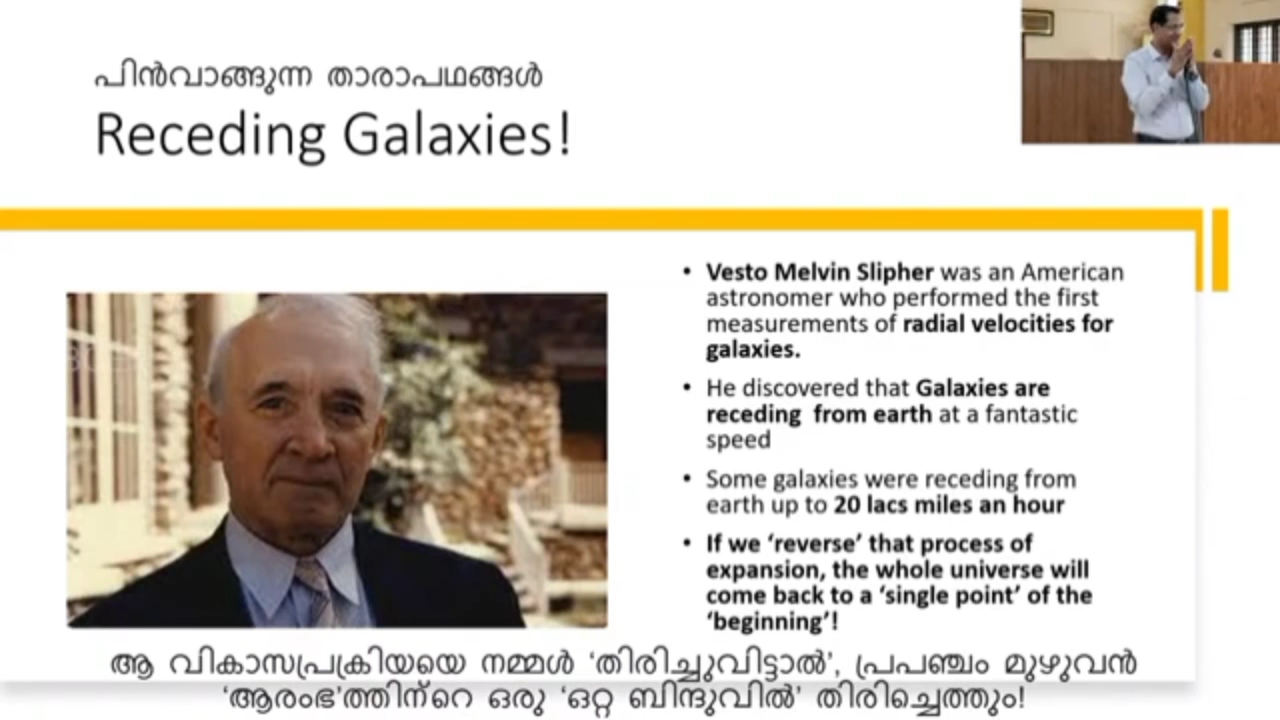 പിൻവാങ്ങുന്ന താരാപഥങ്ങൾ
Receding Galaxies!
• Vesto Melvin Slipher was an American
astronomer who performed the first
measurements of radial velocities for
galaxies.
• He discovered that Galaxies are
receding from earth at a fantastic
speed
• Some galaxies were receding from
earth up to 20 lacs miles an hour
• If we ‘reverse’ that process of
expansion, the whole universe will
come back to a ‘single point’ of the
‘beginning’!
ആ വികാസപ്രക്രിയയെ നമ്മൾ ‘തിരിച്ചുവിട്ടാൽ’, പ്രപഞ്ചം മുഴുവൻ
‘ആരംഭ’ത്തിന്റെ ഒരു ‘ഒറ്റ ബിന്ദുവിൽ’ തിരിച്ചെത്തും!